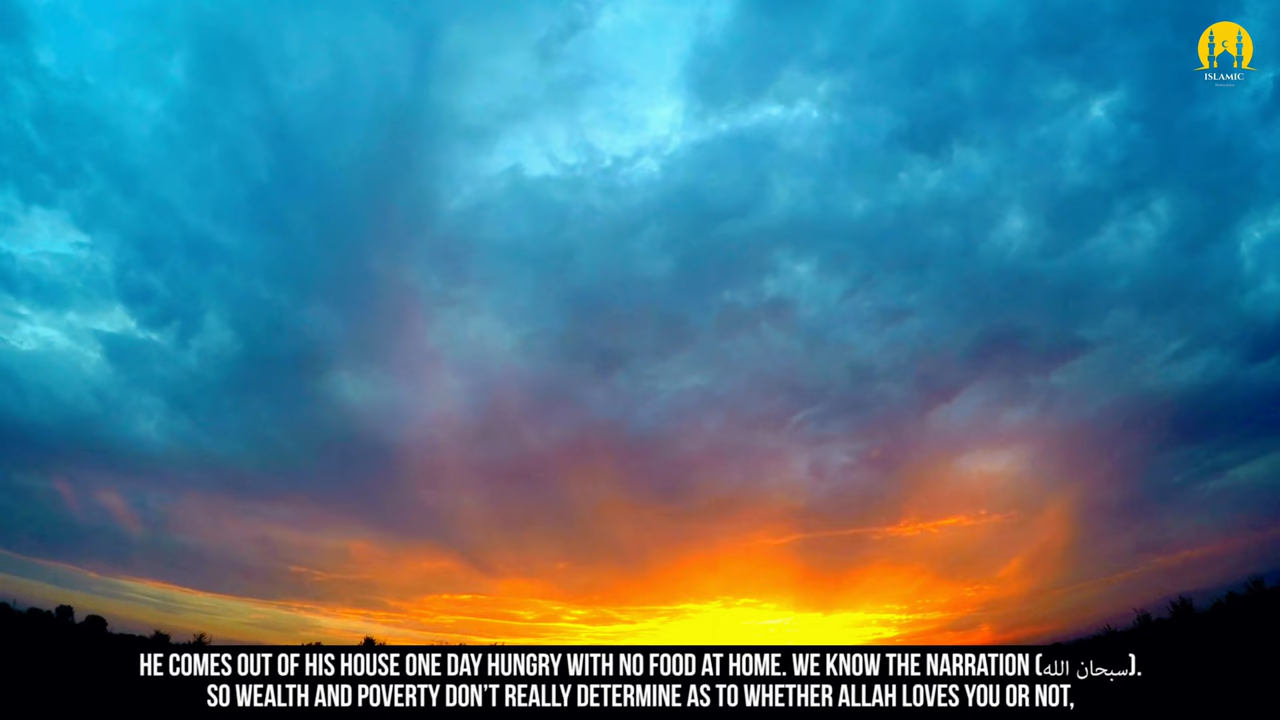 ISLAMIC
HE COMES OUT OF HIS HOUSE ONE DAY HUNGRY WITH NO FOOD AT HOME. WE KNOW THE NARRATION (سبحان الله).
SO WEALTH AND POVERTY DON'T REALLY DETERMINE AS TO WHETHER ALLAH LOVES YOU OR NOT,